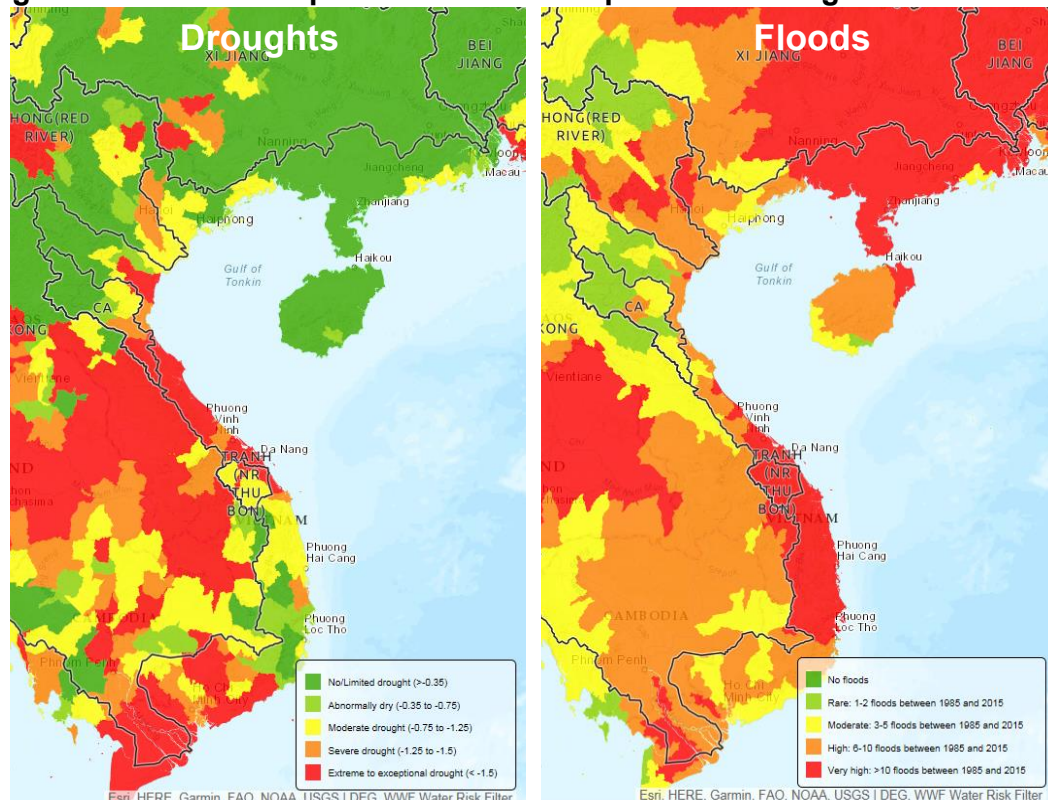 Droughts
XI JIANG
BEI
JIANG
HONG(RED
RIVER)
Nanning
Jiangcheng
Macau
Zhanjiang
Hanoi
Haiphong
Haikou
Gulf of
Tonkin
CA
KONG
Vientiane
Phuong
Vinh
Ninh
Da Nang
TRANH
(NR
THU
BON)
VIETNAM
Phuong
Hai Cang
CAMBODIA
Phuong
Loc Tho
Phnom Penh
Ho Chi
Minh City
No/Limited drought (>-0.35)
Abnormally dry (-0.35 to -0.75)
Moderate drought (-0.75 to -1.25)
Severe drought (-1.25 to -1.5)
Extreme to exceptional drought (< -1.5)
Esri, HERE, Garmin, FAO, NOAA, USGS | DEG, WWF Water Risk Filter
Floods
XI JIANG
BEI
JIANG
HONG(RED
RIVER)
Nanning
Jiangcheng
Macau
Zhanjiang
Hanoi
Haiphong
Haikou
Gulf of
Tonkin
CA
KONG
Vientiane
Phuong
Vinh
Ninh
Da Nang
TRANH
(NR
THU
BON)
VIETNAM
Phuong
Hai Cang
CAMBODIA
Phuong
Loc Tho
Phnom Penh
Ho Chi
Minh City
No floods
Rare: 1-2 floods between 1985 and 2015
Moderate: 3-5 floods between 1985 and 2015
High: 6-10 floods between 1985 and 2015
Very high: >10 floods between 1985 and 2015
Esri, HERE, Garmin, FAO, NOAA, USGS | DEG, WWF Water Risk Filter